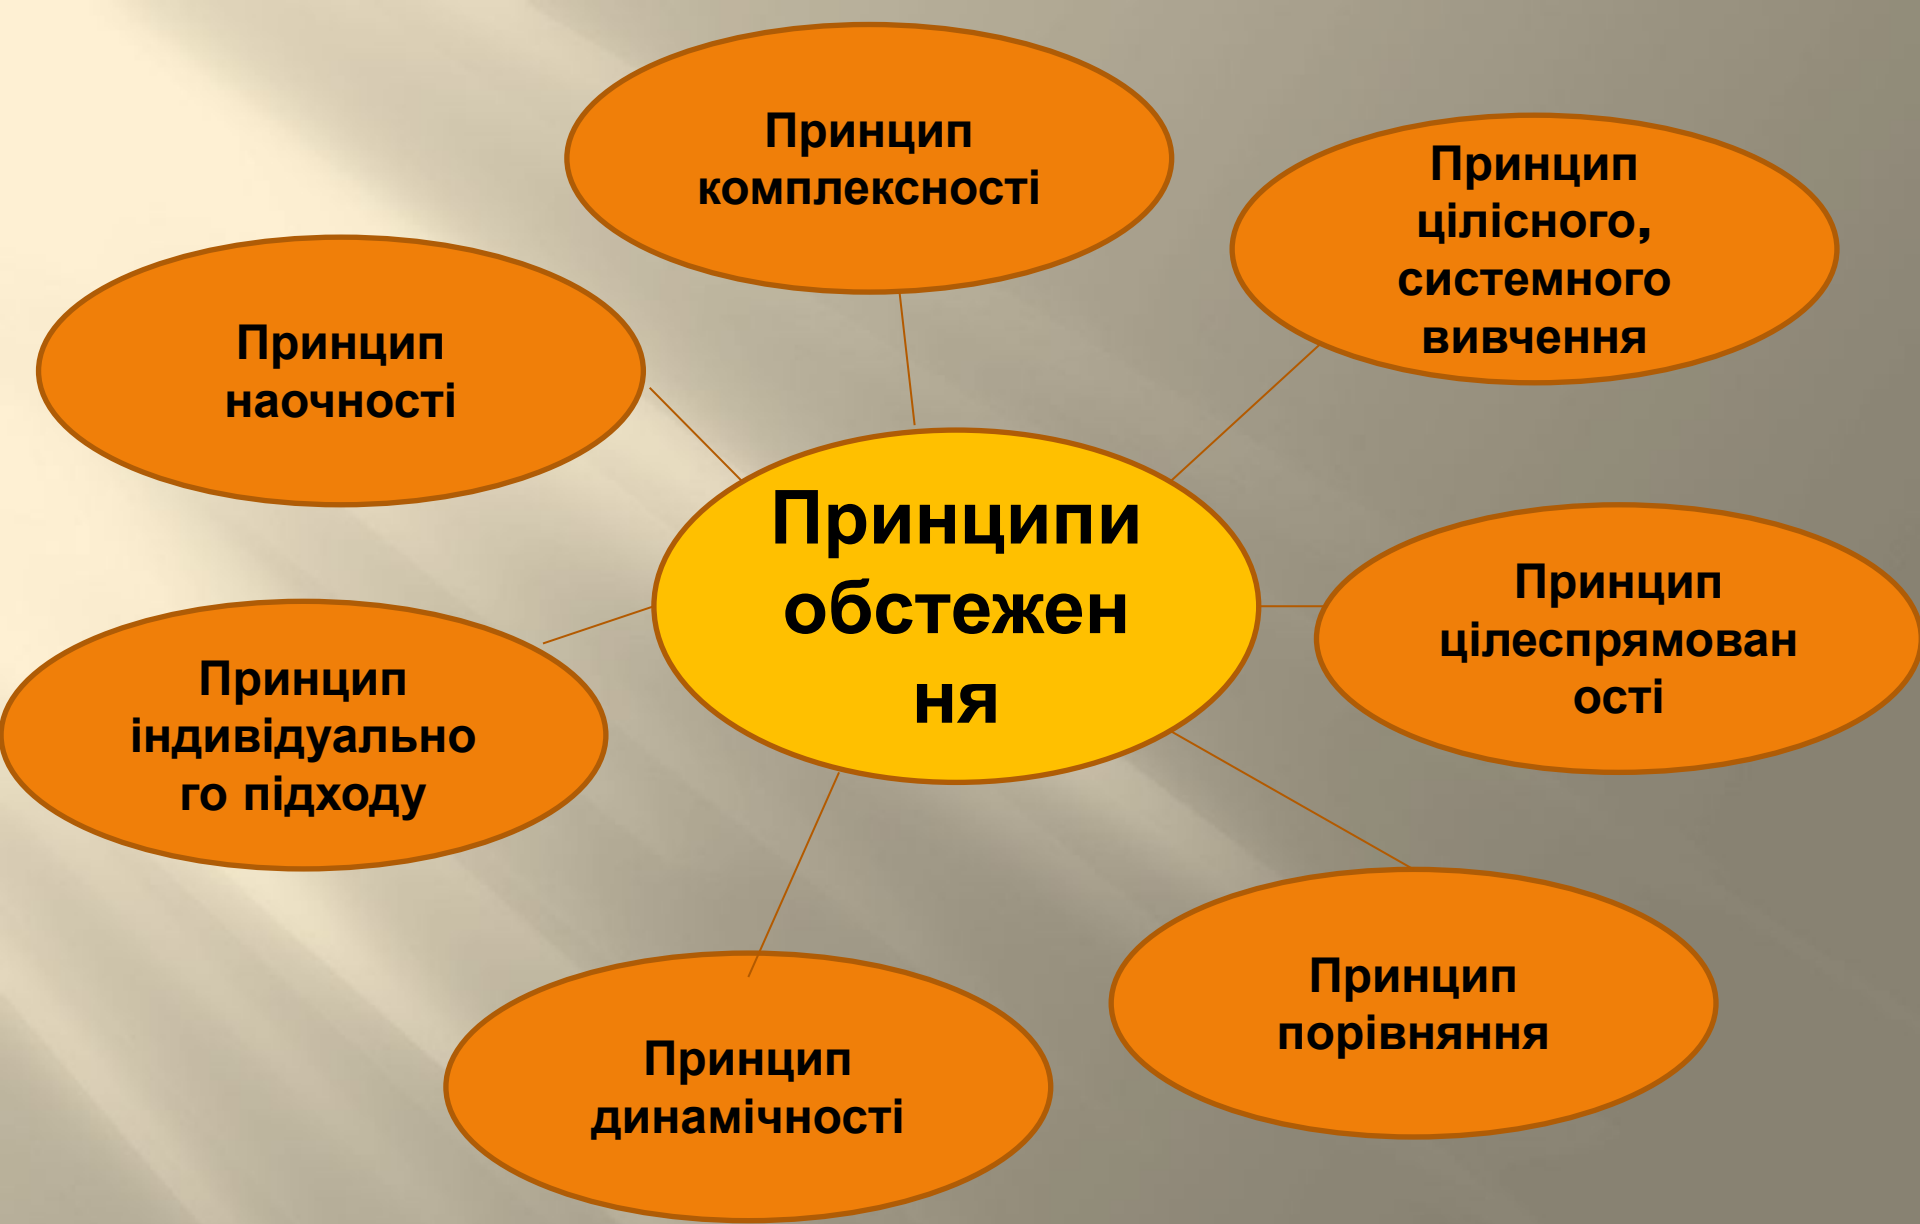 Принцип
комплексності
Принцип
цілісного,
системного
вивчення
Принцип
наочності
Принципи
обстежен
ня
Принцип
цілеспрямован
ості
Принцип
індивідуально
го підходу
Принцип
порівняння
Принцип
динамічності